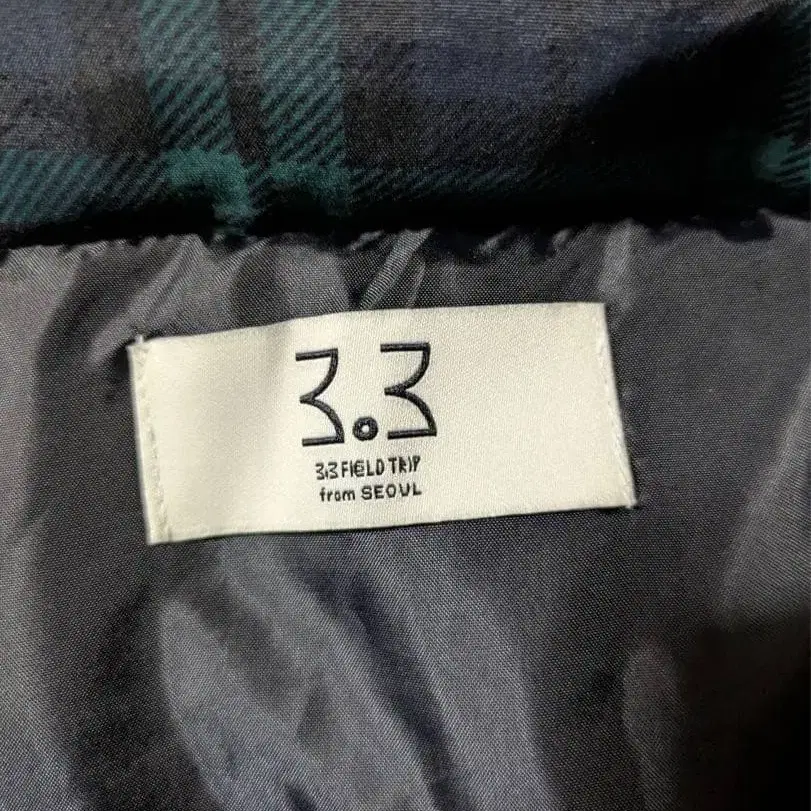 3.3
3.3 FIELD TRIP
from SEOUL